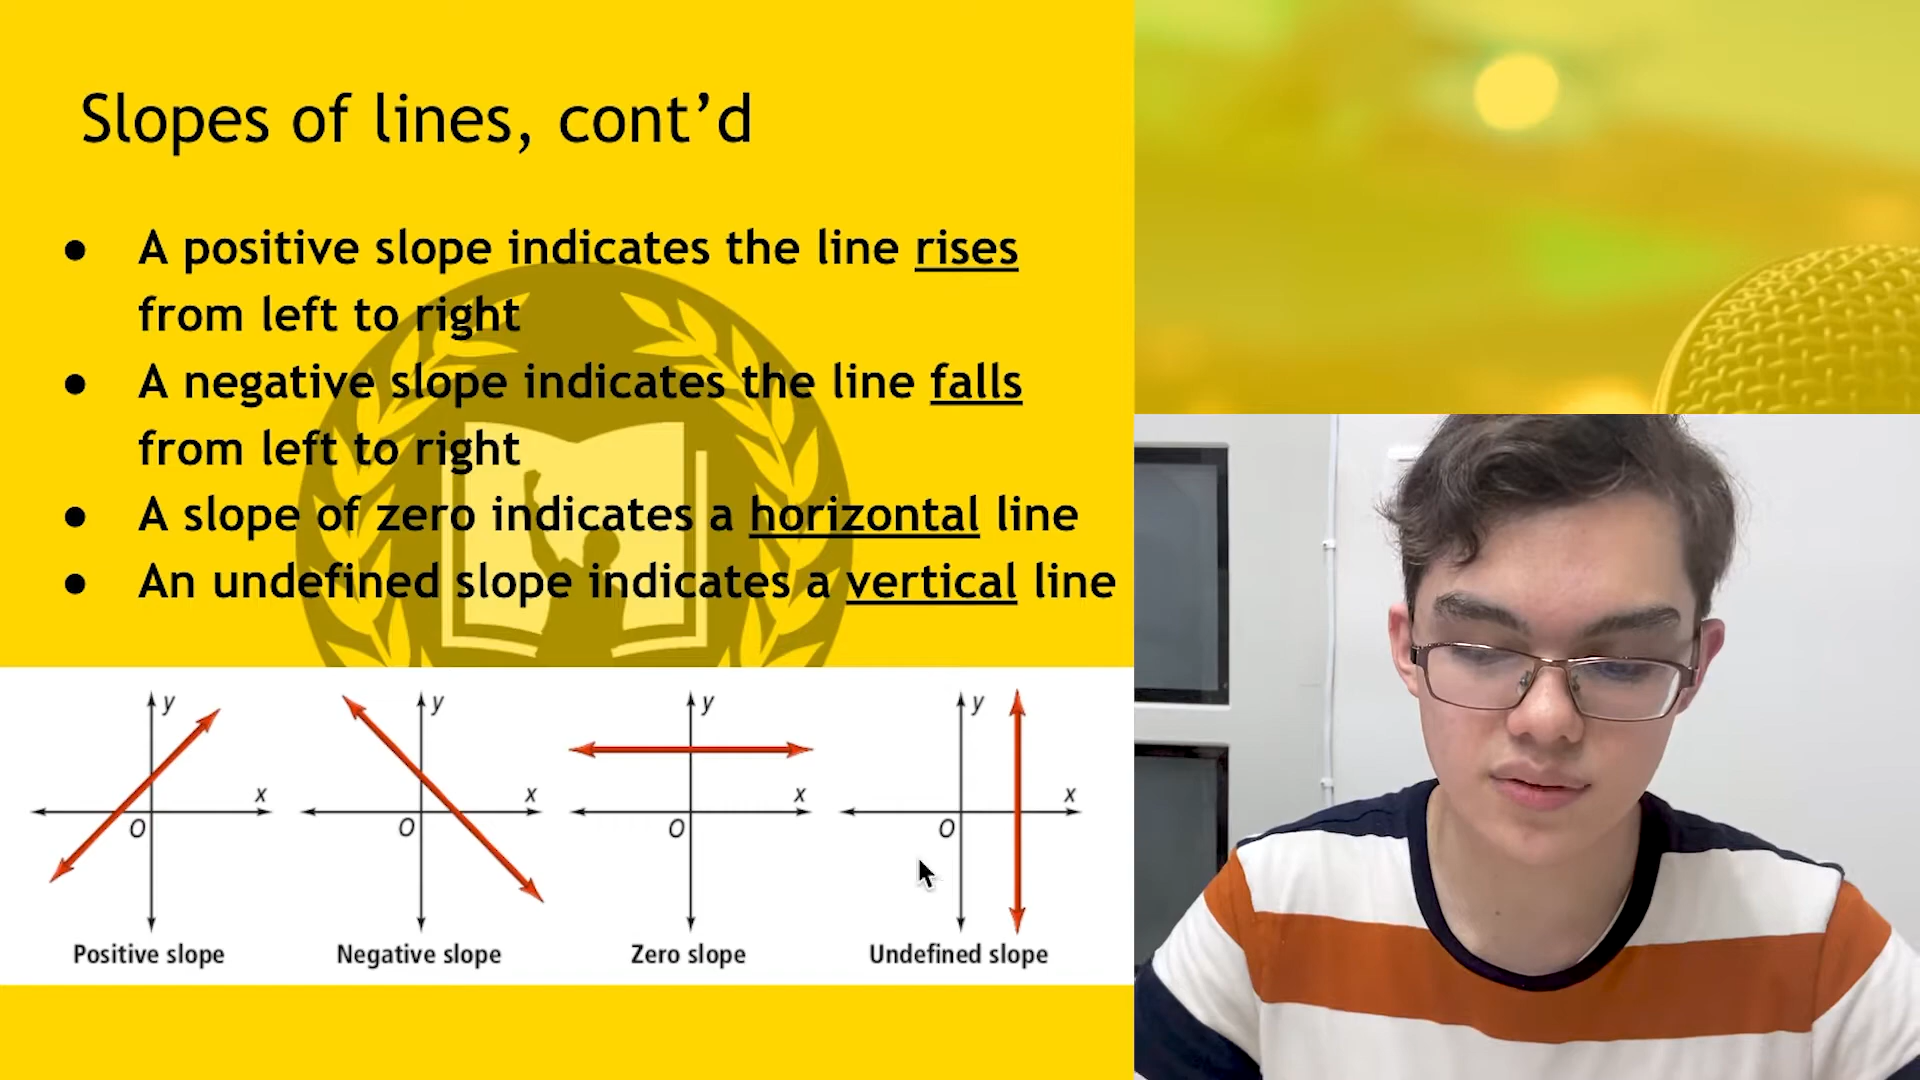 Slopes of lines, cont’d
● A positive slope indicates the line rises
from left to right
● A negative slope indicates the line falls
from left to right
● A slope of zero indicates a horizontal line
● An undefined slope indicates a vertical line
y
x
O
Positive slope
y
x
O
Negative slope
y
x
O
Zero slope
y
x
O
Undefined slope